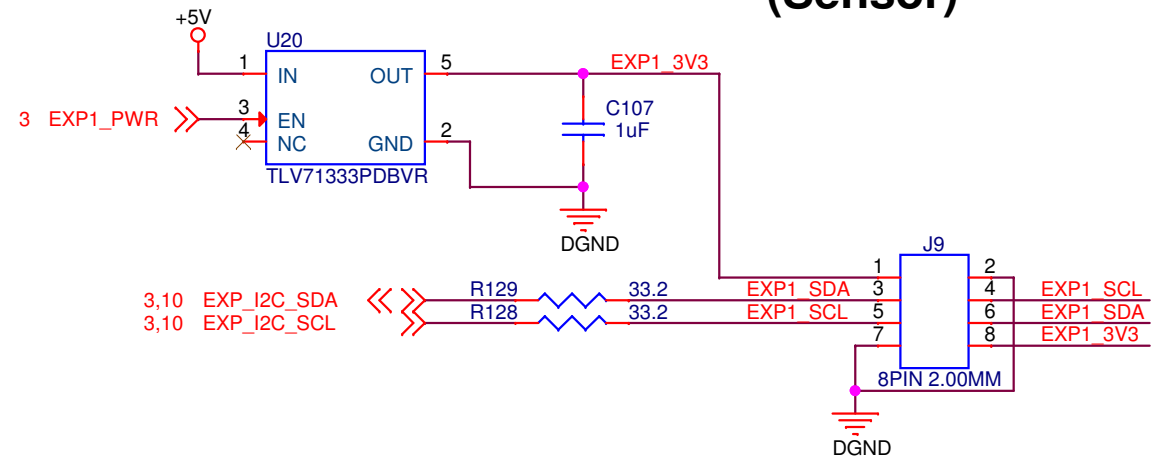 (Sensor)
+5V
U20
1 IN OUT 5 EXP1_3V3
3 EXP1_PWR 3 EN
4 NC GND 2
C107
1uF
TLV71333PDBVR
DGND
J9
1 2
3,10 EXP_I2C_SDA R129 33.2 EXP1_SDA 3 4 EXP1_SCL
3,10 EXP_I2C_SCL R128 33.2 EXP1_SCL 5 6 EXP1_SDA
7 8 EXP1_3V3
8PIN 2.00MM
DGND